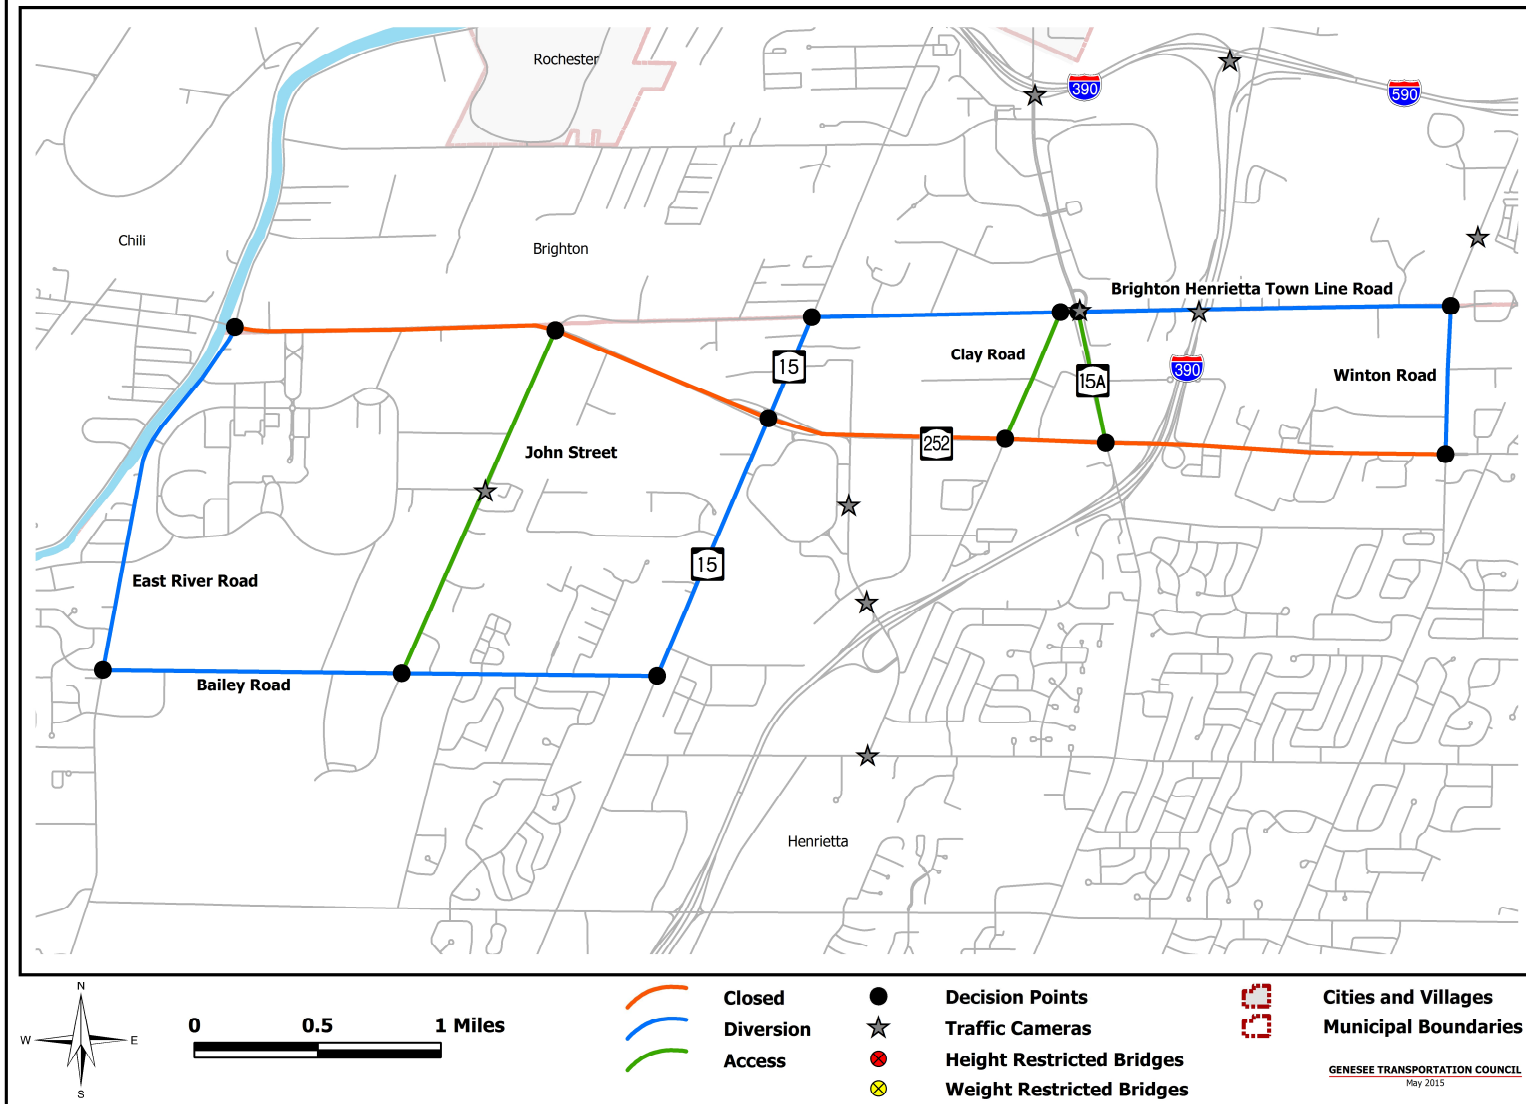 Rochester
390
590
Chili
Brighton
Brighton Henrietta Town Line Road
15
Clay Road
390
15A
Winton Road
252
John Street
15
East River Road
Bailey Road
Henrietta
N
W
E
S
0
0.5
1 Miles
Closed
Diversion
Access
Decision Points
Traffic Cameras
Height Restricted Bridges
Weight Restricted Bridges
Cities and Villages
Municipal Boundaries
GENESEE TRANSPORTATION COUNCIL
May 2015